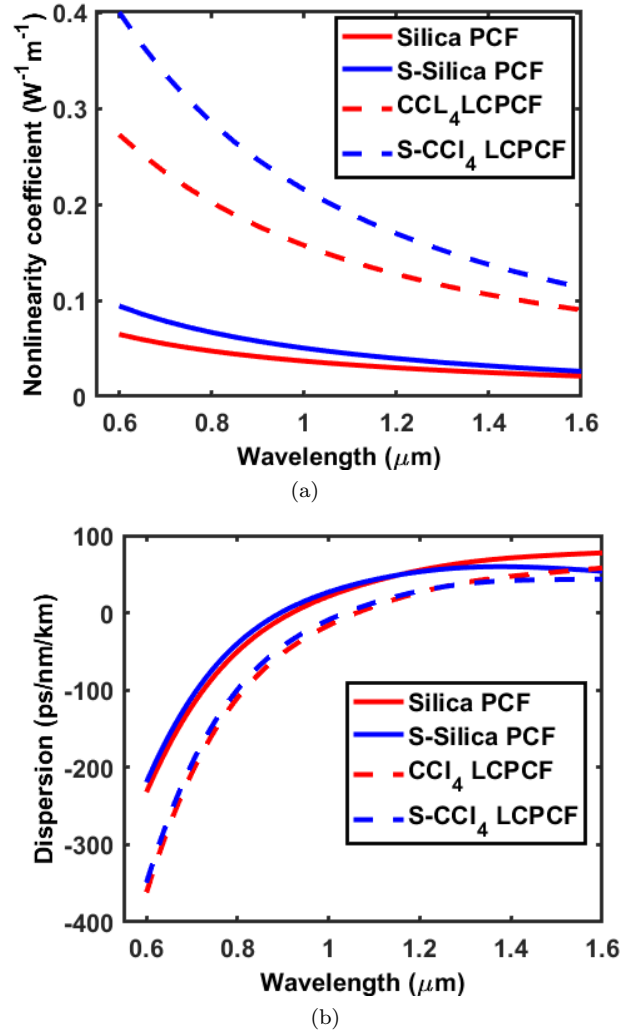 Nonlinearity coefficient (W⁻¹m⁻¹)
0.4
0.3
0.2
0.1
0
Silica PCF
S-Silica PCF
CCL₄LCPCF
S-CCl₄ LCPCF
0.6 0.8 1 1.2 1.4 1.6
Wavelength (μm)
(a)
Dispersion (ps/nm/km)
100
0
-100
-200
-300
-400
Silica PCF
S-Silica PCF
CCl₄ LCPCF
S-CCl₄ LCPCF
0.6 0.8 1 1.2 1.4 1.6
Wavelength (μm)
(b)